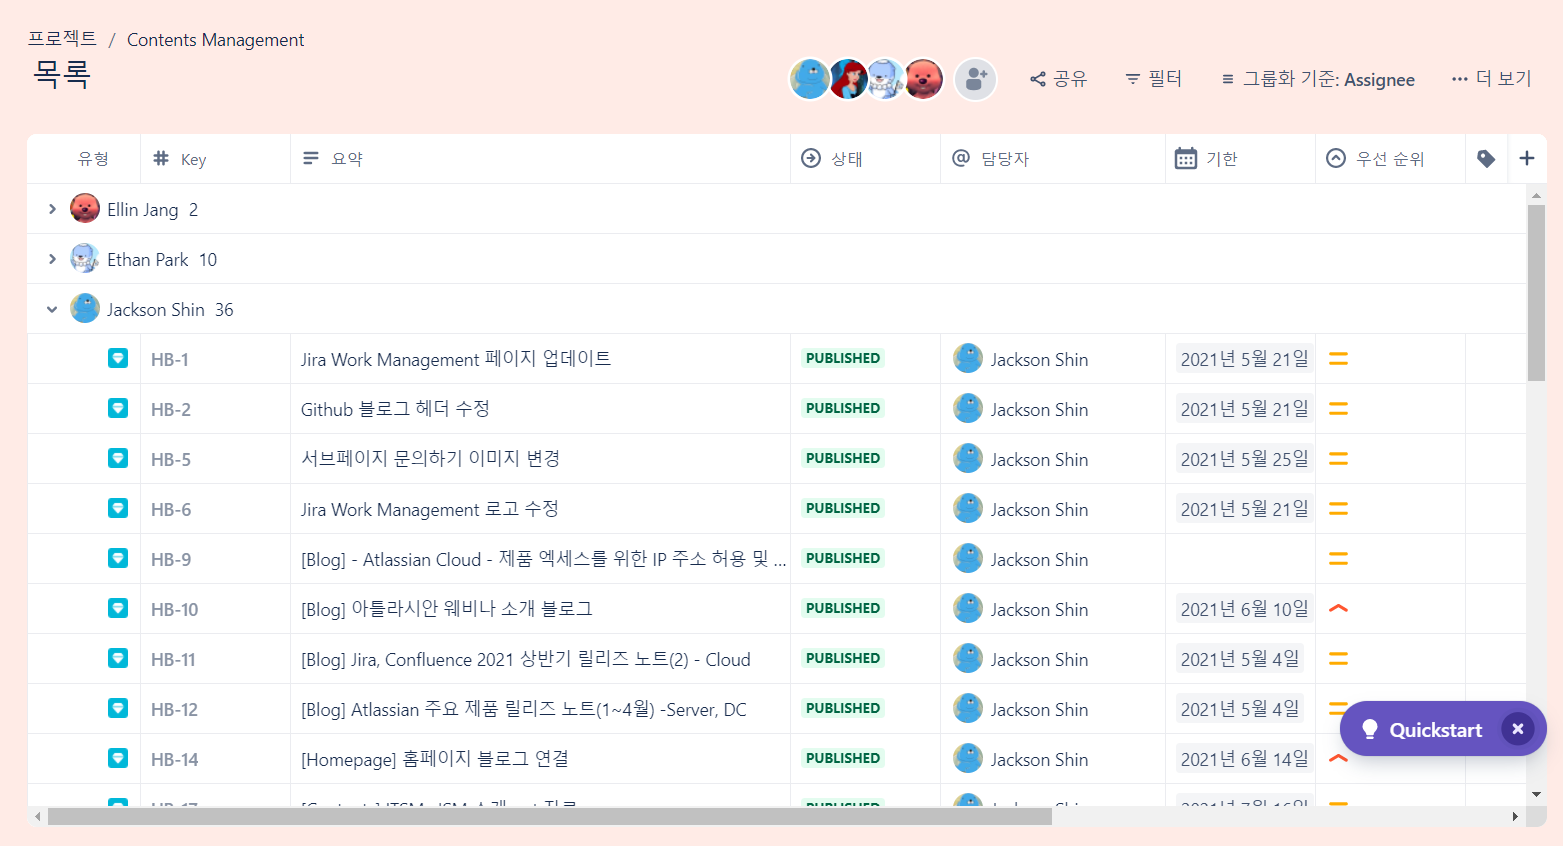 프로젝트 / Contents Management
목록
공유 필터 그룹화 기준: Assignee 더 보기
유형 Key 요약 상태 담당자 기한 우선 순위
Ellin Jang 2
Ethan Park 10
Jackson Shin 36
HB-1 Jira Work Management 페이지 업데이트 PUBLISHED Jackson Shin 2021년 5월 21일
HB-2 Github 블로그 헤더 수정 PUBLISHED Jackson Shin 2021년 5월 21일
HB-5 서브페이지 문의하기 이미지 변경 PUBLISHED Jackson Shin 2021년 5월 25일
HB-6 Jira Work Management 로고 수정 PUBLISHED Jackson Shin 2021년 5월 21일
HB-9 [Blog] - Atlassian Cloud - 제품 엑세스를 위한 IP 주소 허용 및 ... PUBLISHED Jackson Shin
HB-10 [Blog] 아틀라시안 웨비나 소개 블로그 PUBLISHED Jackson Shin 2021년 6월 10일
HB-11 [Blog] Jira, Confluence 2021 상반기 릴리즈 노트(2) - Cloud PUBLISHED Jackson Shin 2021년 5월 4일
HB-12 [Blog] Atlassian 주요 제품 릴리즈 노트(1~4월) -Server, DC PUBLISHED Jackson Shin 2021년 5월 4일
Quickstart
HB-14 [Homepage] 홈페이지 블로그 연결 PUBLISHED Jackson Shin 2021년 6월 14일
PUBLISHED Jackson Shin